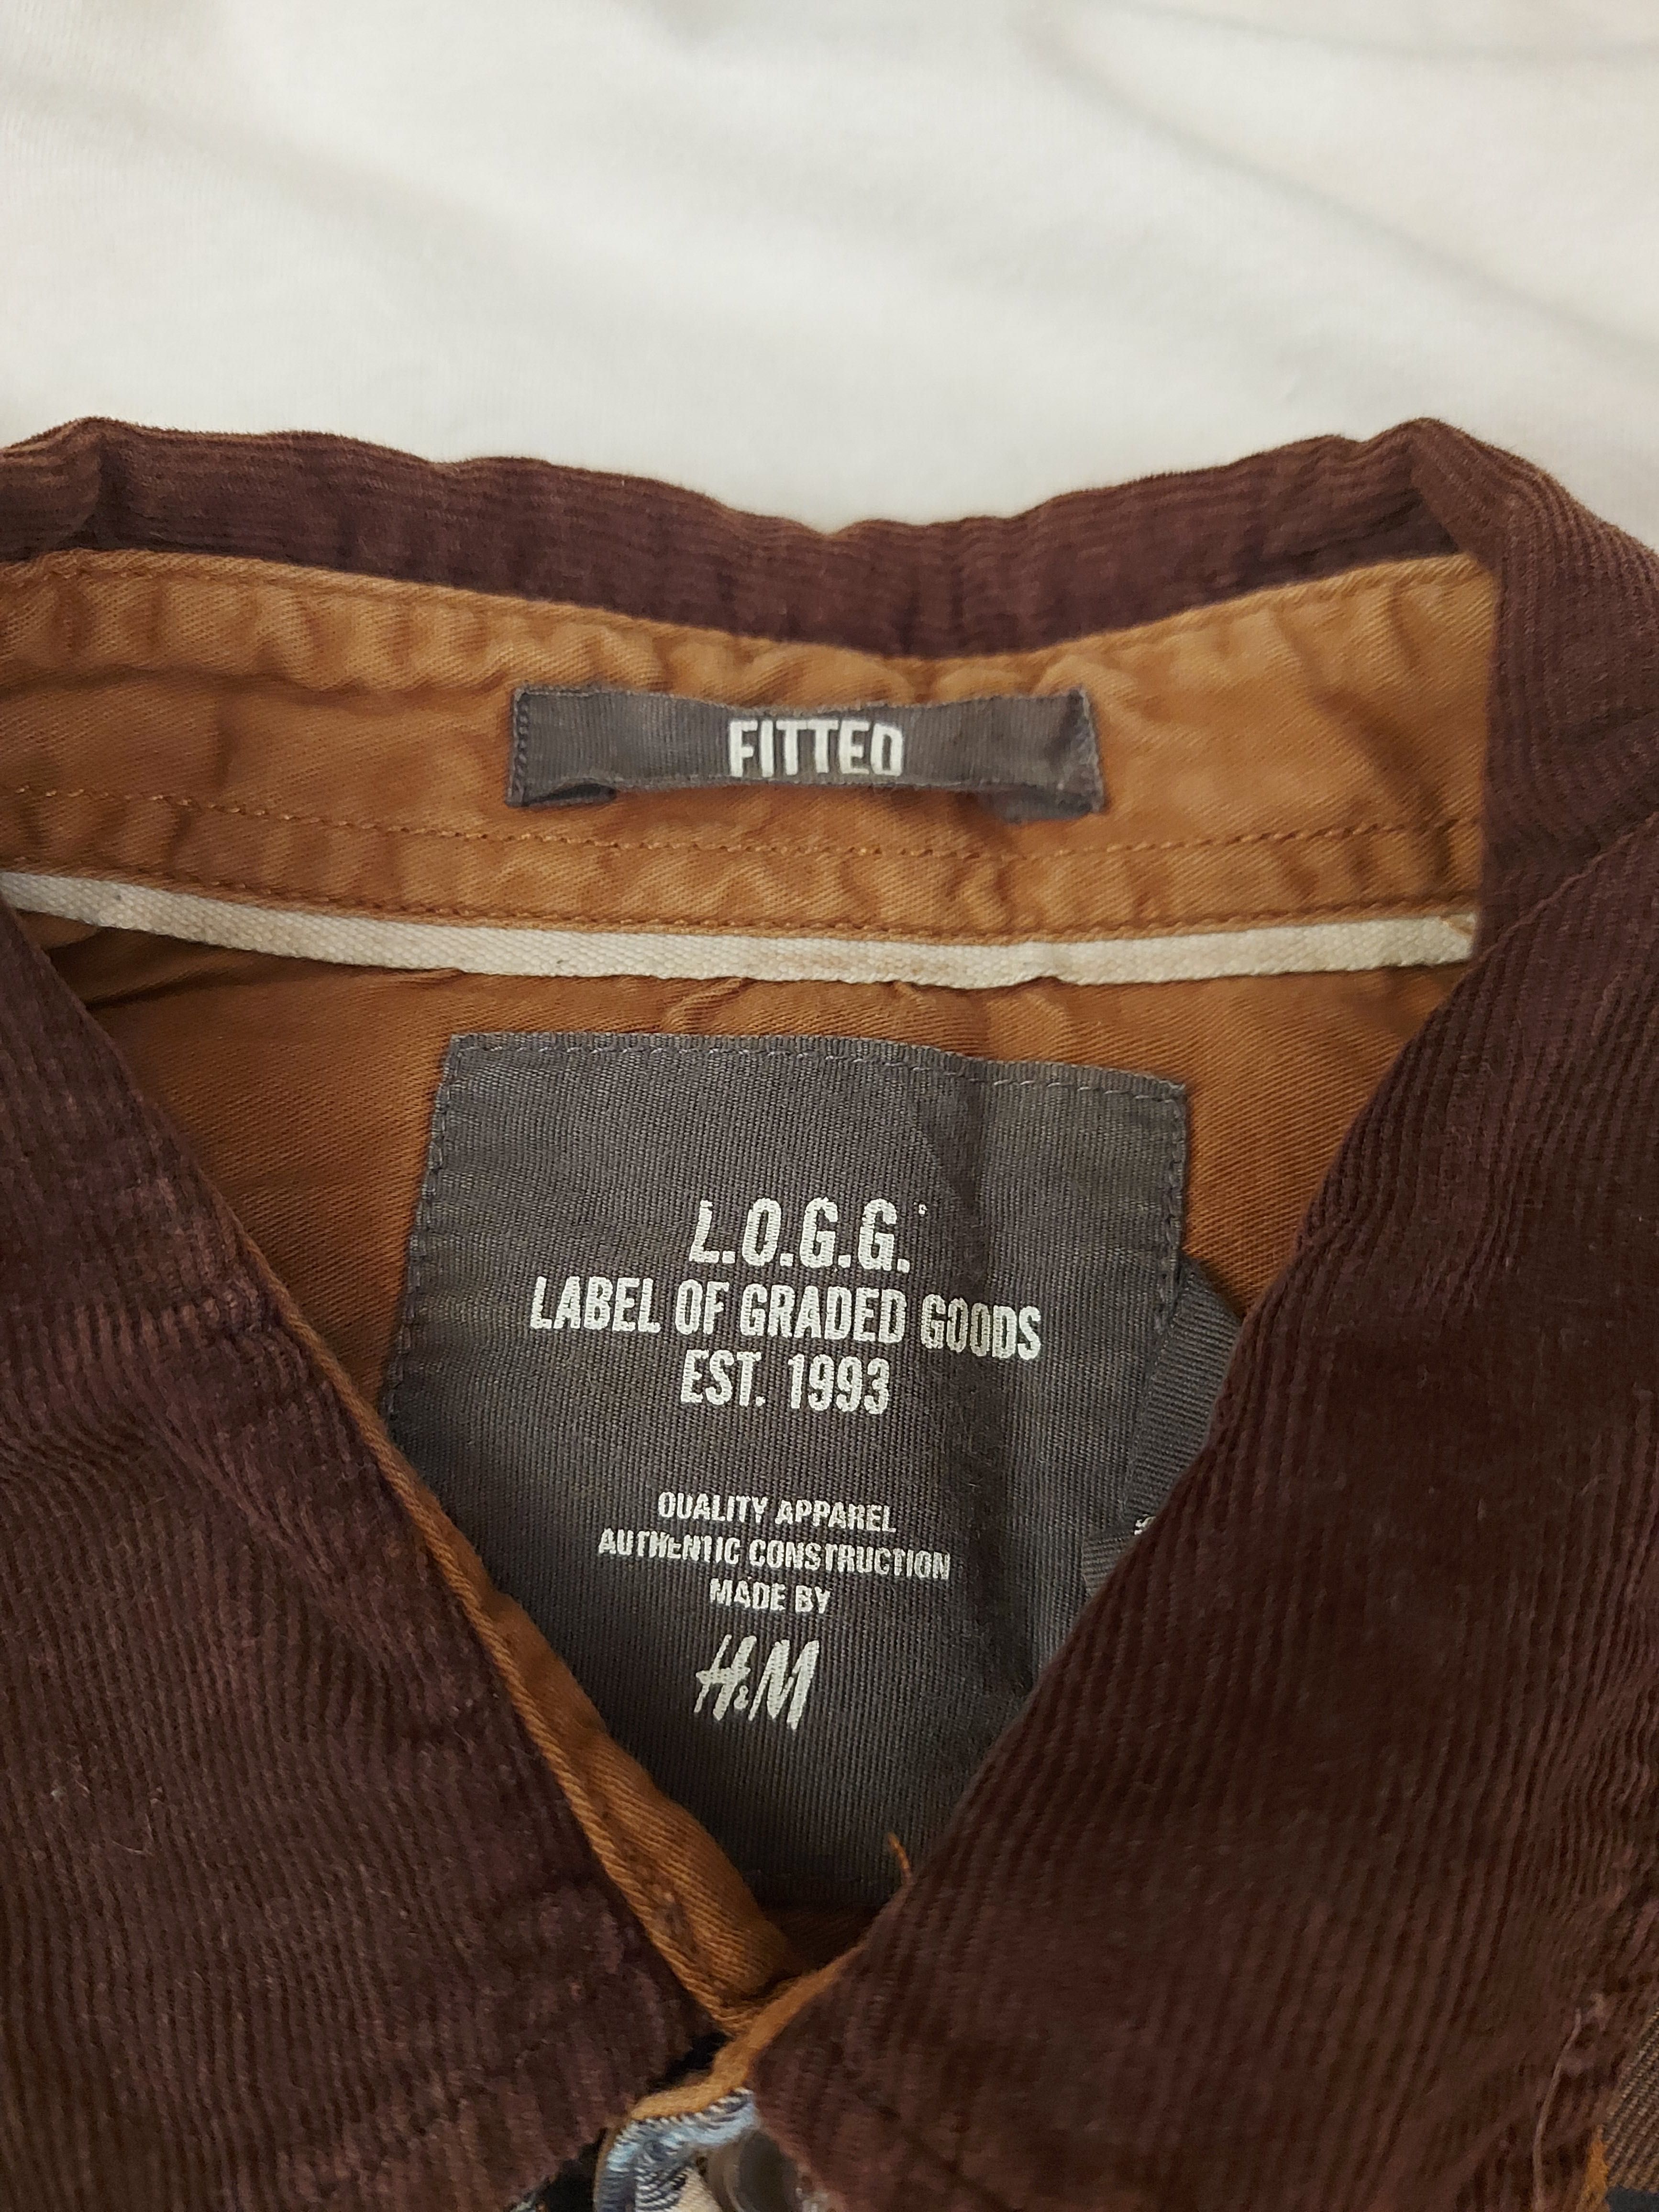 FITTED
L.O.G.G.
LABEL OF GRADED GOODS
EST. 1993
QUALITY APPAREL
AUTHENTIC CONSTRUCTION
MADE BY
H&M